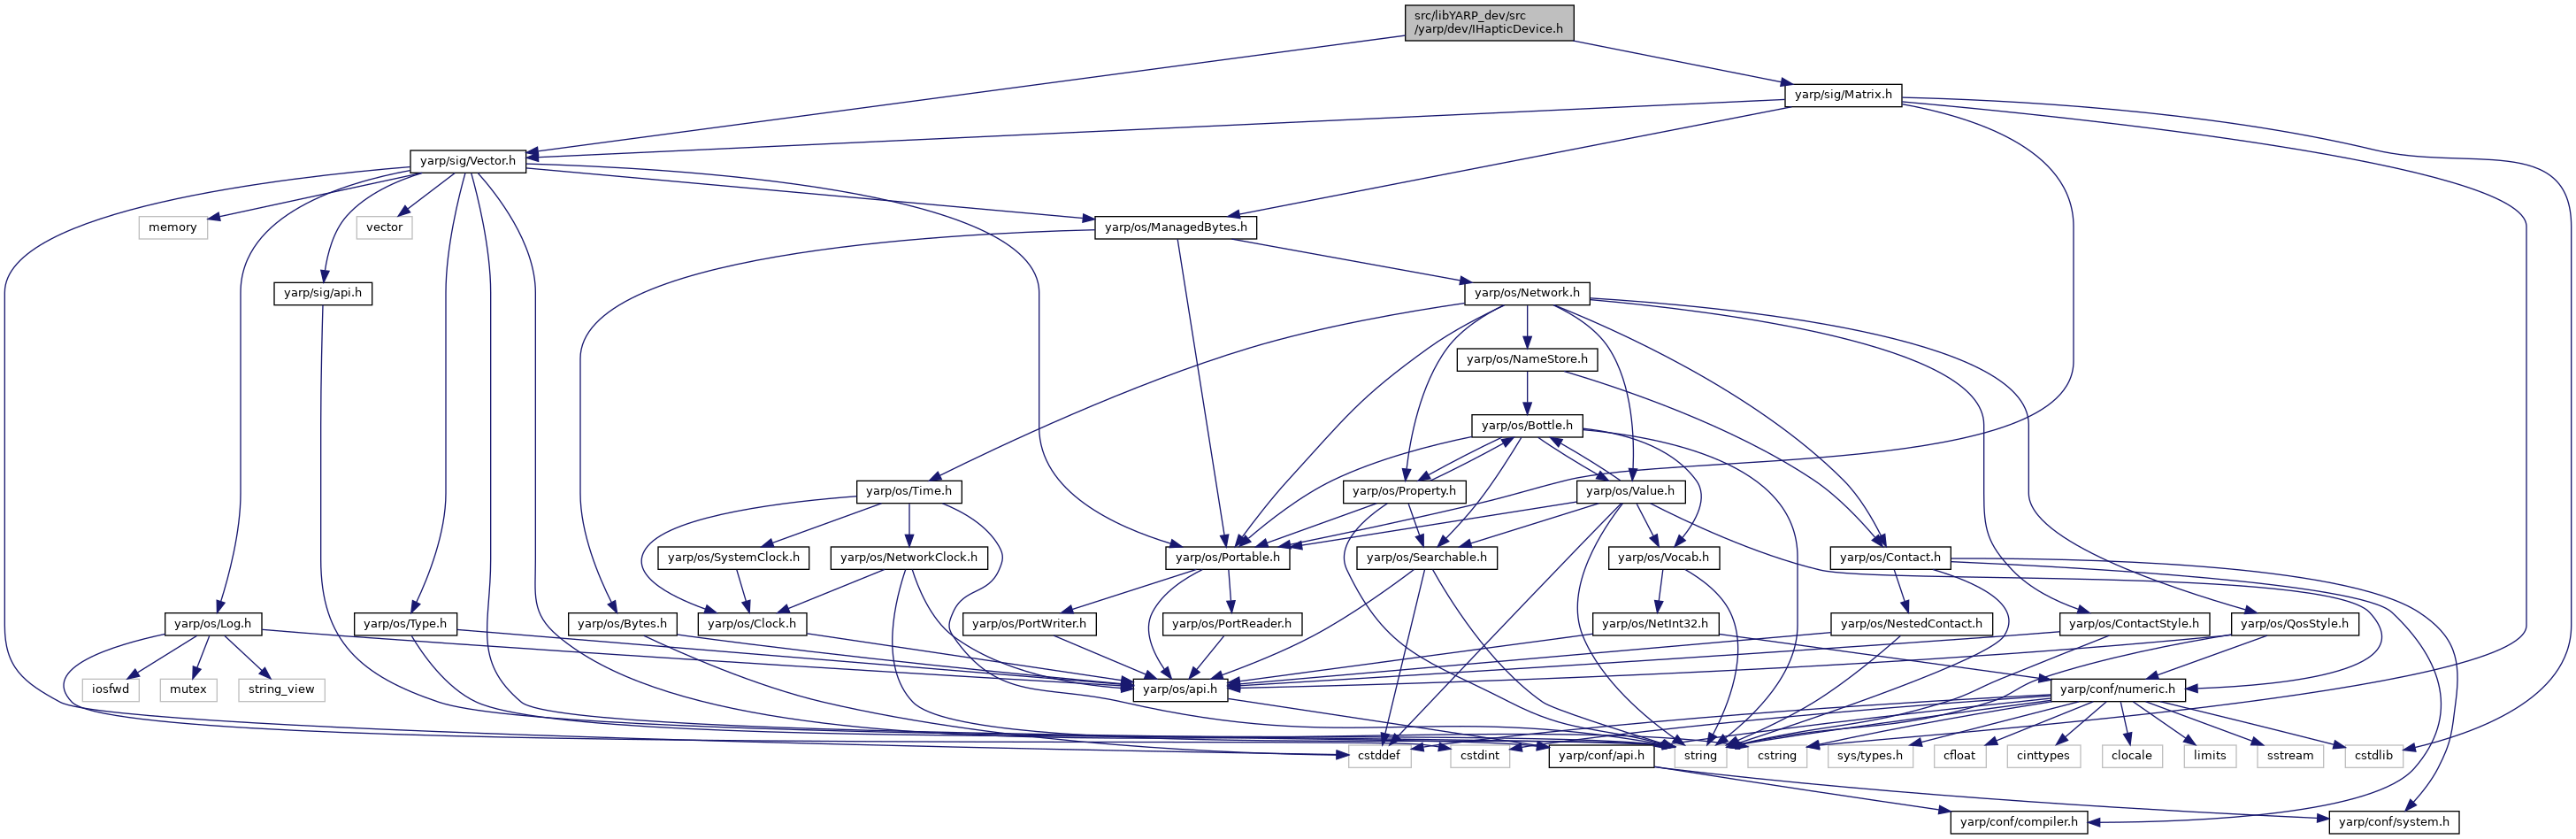 src/libYARP_dev/src
/yarp/dev/IHapticDevice.h
yarp/sig/Matrix.h
yarp/sig/Vector.h
memory
vector
yarp/os/ManagedBytes.h
yarp/sig/api.h
yarp/os/Network.h
yarp/os/NameStore.h
yarp/os/Bottle.h
yarp/os/Time.h
yarp/os/Property.h
yarp/os/Value.h
yarp/os/SystemClock.h
yarp/os/NetworkClock.h
yarp/os/Portable.h
yarp/os/Searchable.h
yarp/os/Vocab.h
yarp/os/Contact.h
yarp/os/Log.h
yarp/os/Type.h
yarp/os/Bytes.h
yarp/os/Clock.h
yarp/os/PortWriter.h
yarp/os/PortReader.h
yarp/os/NetInt32.h
yarp/os/NestedContact.h
yarp/os/ContactStyle.h
yarp/os/QosStyle.h
iosfwd
mutex
string_view
yarp/os/api.h
yarp/conf/numeric.h
cstddef
cstdint
yarp/conf/api.h
string
cstring
sys/types.h
cfloat
cinttypes
clocale
limits
sstream
cstdlib
yarp/conf/compiler.h
yarp/conf/system.h